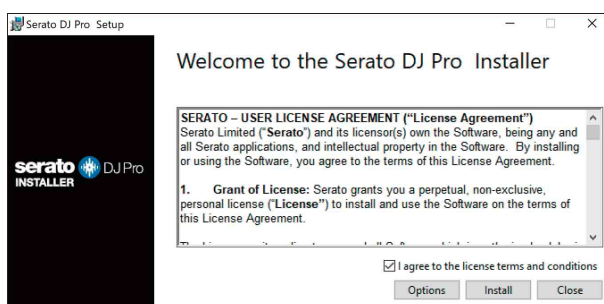 Serato DJ Pro Setup
Welcome to the Serato DJ Pro Installer
serato DJ Pro
INSTALLER
SERATO – USER LICENSE AGREEMENT ("License Agreement")
Serato Limited ("Serato") and its licensor(s) own the Software, being any and
all Serato applications, and intellectual property in the Software. By installing
or using the Software, you agree to the terms of this License Agreement.
1. Grant of License: Serato grants you a perpetual, non-exclusive,
personal license ("License") to install and use the Software on the terms of
this License Agreement.
I agree to the license terms and conditions
Options Install Close